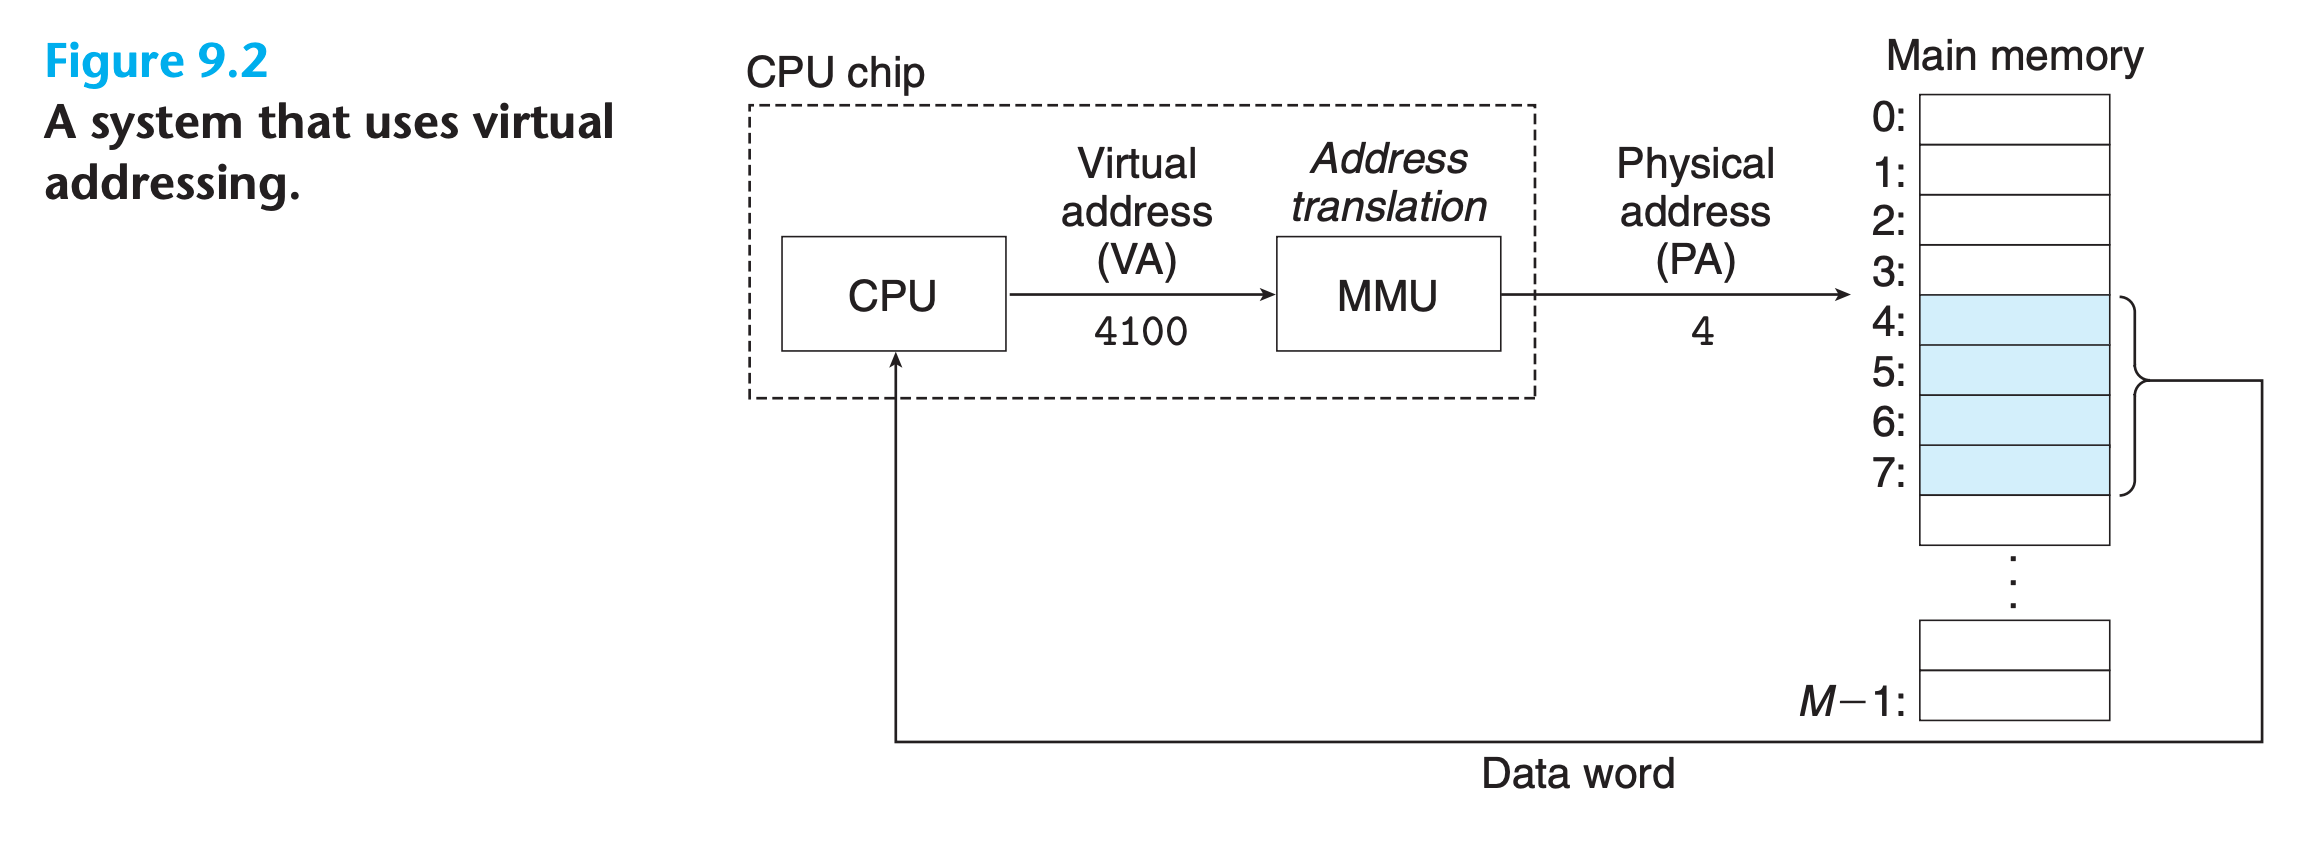 Figure 9.2
A system that uses virtual
addressing.
CPU chip
CPU
Virtual
address
(VA)
4100
Address
translation
MMU
Physical
address
(PA)
4
Main memory
0:
1:
2:
3:
4:
5:
6:
7:
M−1:
Data word